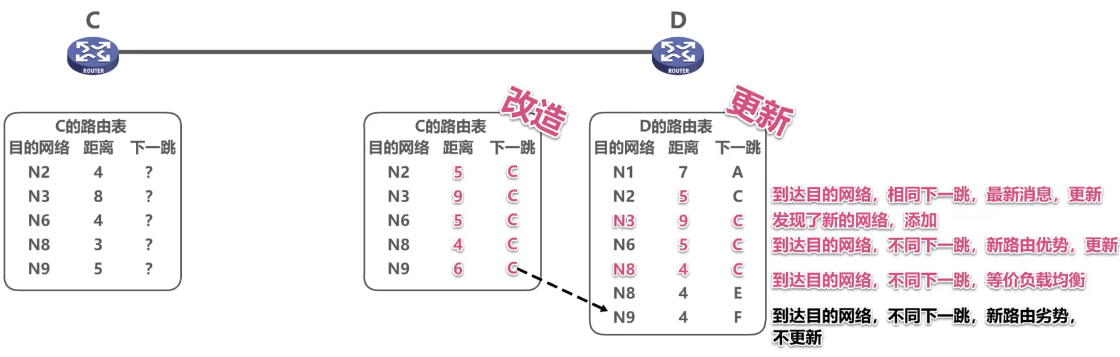 C
D
ROUTER
ROUTER
C的路由表
目的网络 距离 下一跳
N2 4 ?
N3 8 ?
N6 4 ?
N8 3 ?
N9 5 ?
改造
C的路由表
目的网络 距离 下一跳
N2 5 C
N3 9 C
N6 5 C
N8 4 C
N9 6 C
更新
D的路由表
目的网络 距离 下一跳
N1 7 A
N2 5 C
N3 9 C
N6 5 C
N8 4 C
N8 4 E
N9 4 F
到达目的网络，相同下一跳，最新消息，更新
发现了新的网络，添加
到达目的网络，不同下一跳，新路由优势，更新
到达目的网络，不同下一跳，等价负载均衡
到达目的网络，不同下一跳，新路由劣势，
不更新